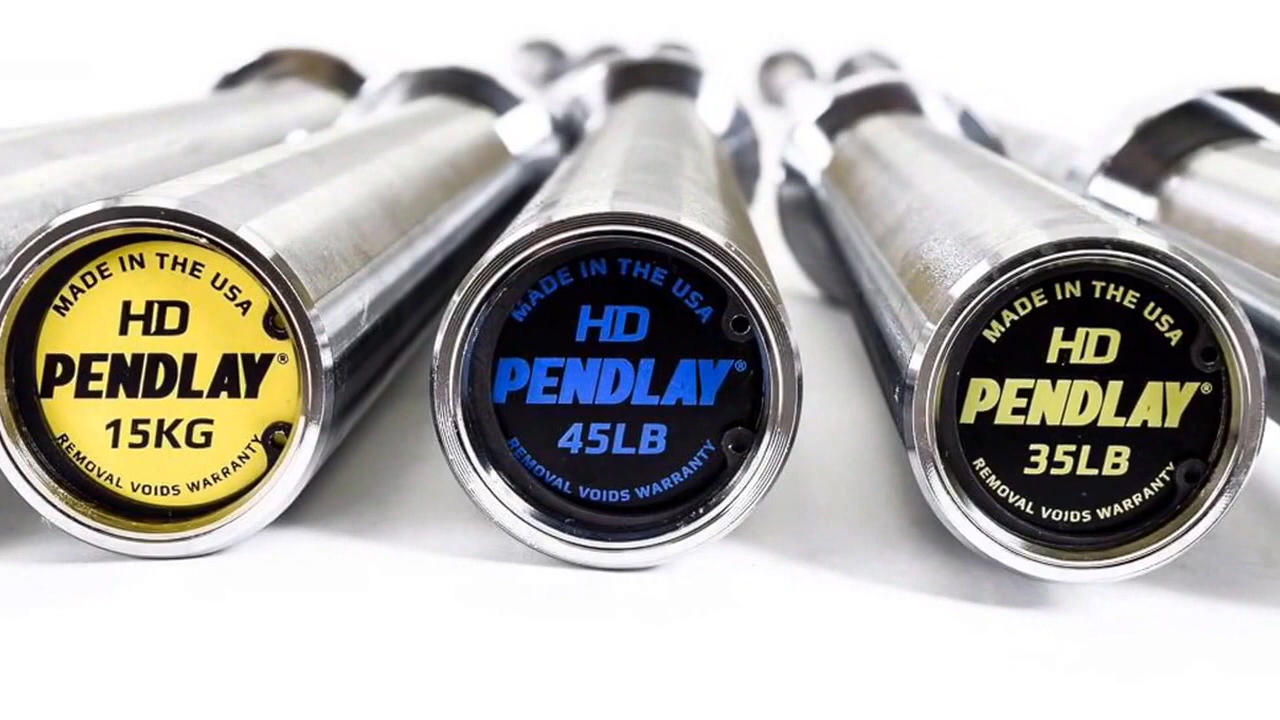 MADE IN THE USA
HD
PENDLAY®
15KG
REMOVAL VOIDS WARRANTY
MADE IN THE USA
HD
PENDLAY®
45LB
REMOVAL VOIDS WARRANTY
MADE IN THE USA
HD
PENDLAY®
35LB
REMOVAL VOIDS WARRANTY